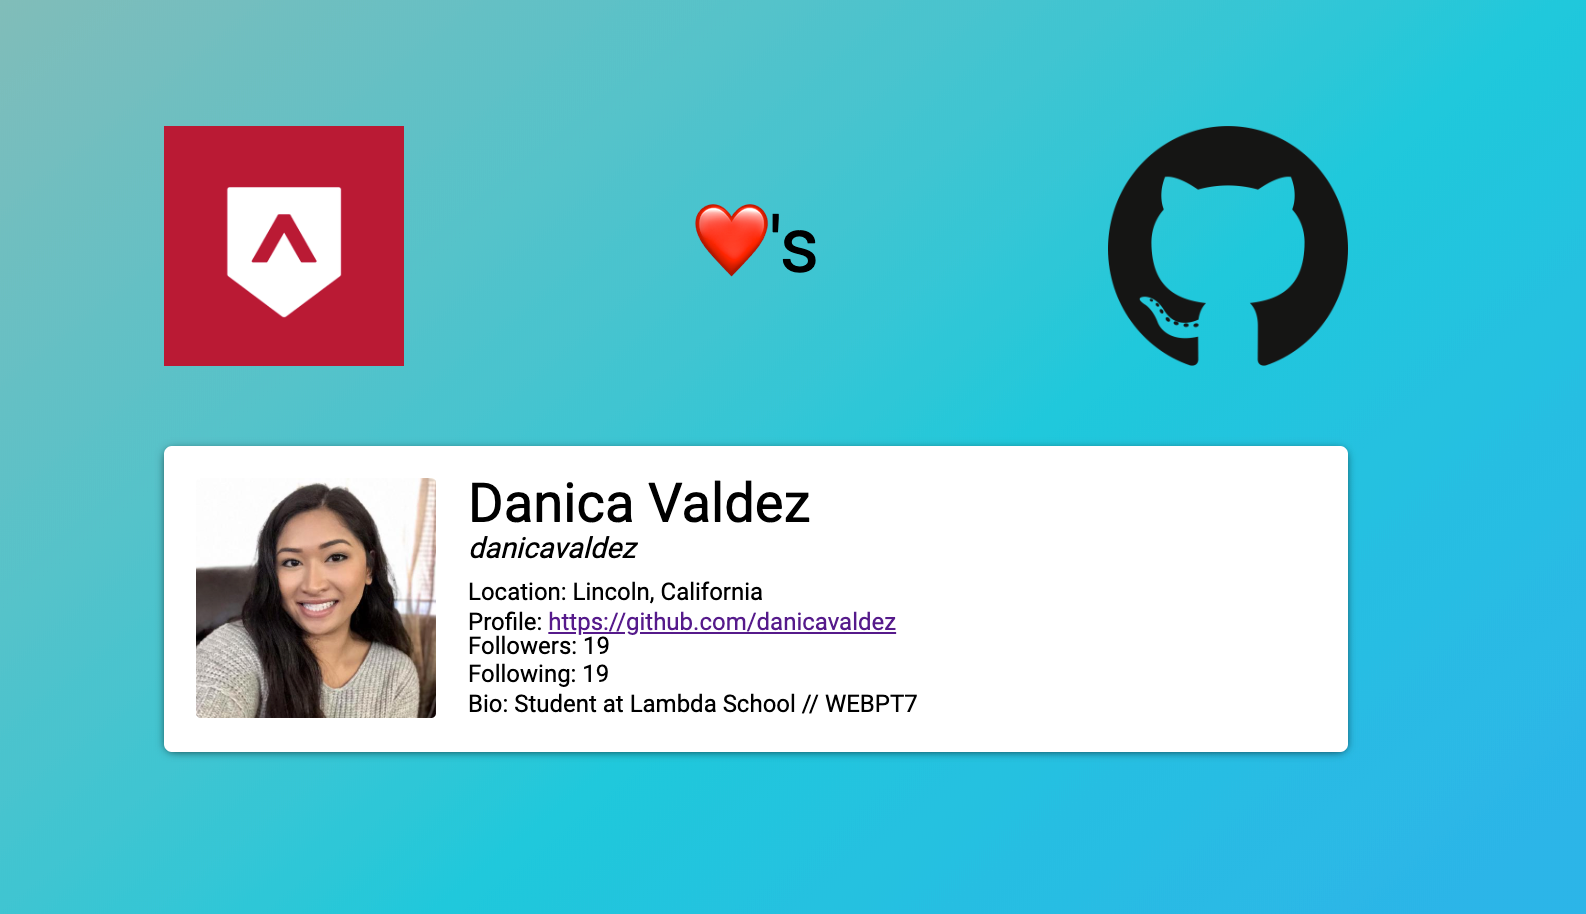 ❤️'s
Danica Valdez
danicavaldez
Location: Lincoln, California
Profile: https://github.com/danicavaldez
Followers: 19
Following: 19
Bio: Student at Lambda School // WEBPT7